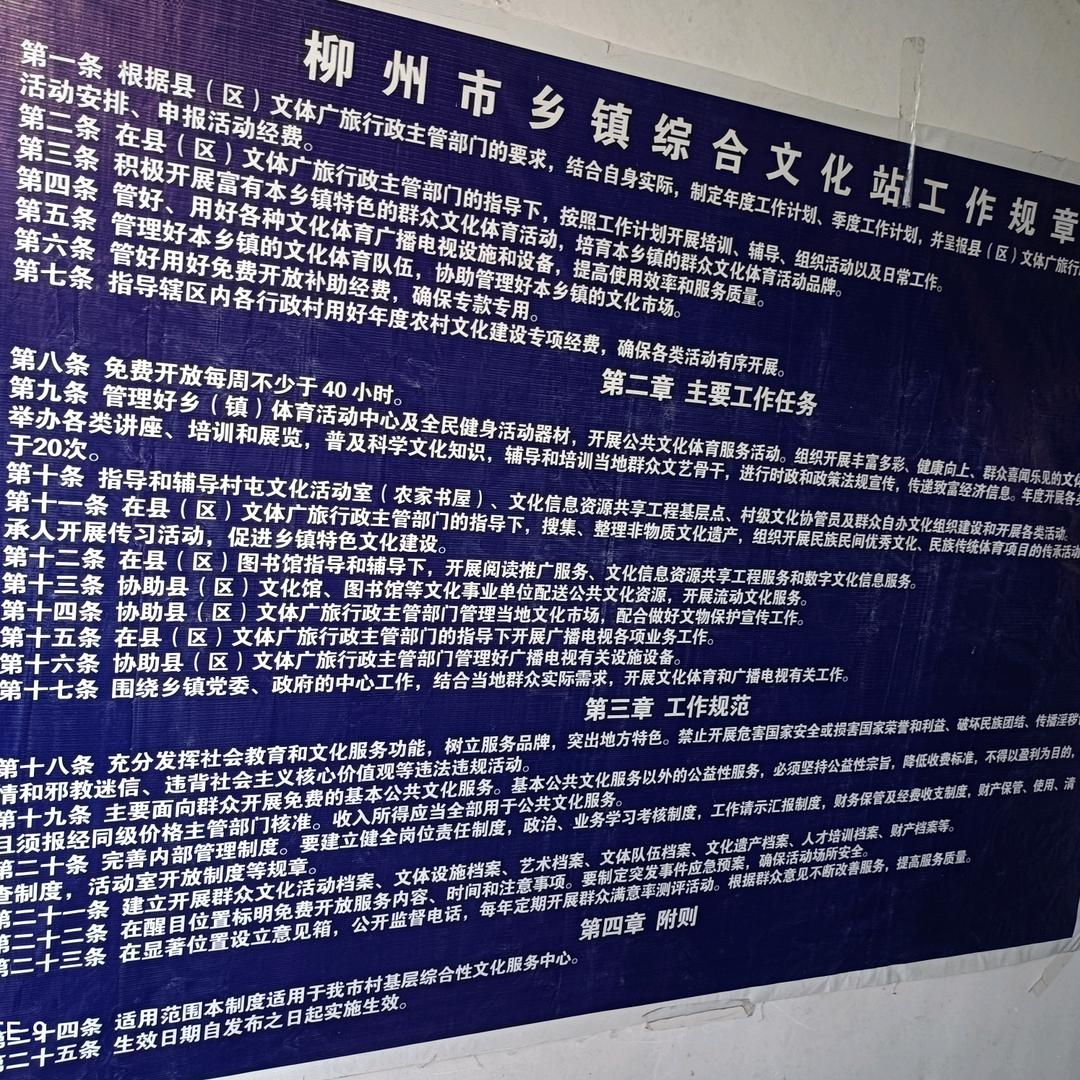 柳州市乡镇综合文化站工作规章
第一条 根据县（区）文体广旅行政主管部门的要求，结合自身实际，制定年度工作计划、季度工作计划，并呈报县（区）文体广旅行
活动安排、申报活动经费。
第二条 在县（区）文体广旅行政主管部门的指导下，按照工作计划开展培训、辅导、组织活动以及日常工作。
第三条 积极开展富有本乡镇特色的群众文化体育活动，培育本乡镇的群众文化体育活动品牌。
第四条 管好、用好各种文化体育广播电视设施和设备，提高使用效率和服务质量。
第五条 管理好本乡镇的文化体育队伍，协助管理好本乡镇的文化市场。
第六条 管好用好免费开放补助经费，确保专款专用。
第七条 指导辖区内各行政村用好年度农村文化建设专项经费，确保各类活动有序开展。
第二章 主要工作任务
第八条 免费开放每周不少于40小时。
第九条 管理好乡（镇）体育活动中心及全民健身活动器材，开展公共文化体育服务活动。组织开展丰富多彩、健康向上、群众喜闻乐见的文化
举办各类讲座、培训和展览，普及科学文化知识，辅导和培训当地群众文艺骨干，进行时政和政策法规宣传，传递致富经济信息。年度开展各类
于20次。
第十条 指导和辅导村屯文化活动室（农家书屋）、文化信息资源共享工程基层点、村级文化协管员及群众自办文化组织建设和开展各类活动。
第十一条 在县（区）文体广旅行政主管部门的指导下，搜集、整理非物质文化遗产，组织开展民族民间优秀文化、民族传统体育项目的传承活动
承人开展传习活动，促进乡镇特色文化建设。
第十二条 在县（区）图书馆指导和辅导下，开展阅读推广服务、文化信息资源共享工程服务和数字文化信息服务。
第十三条 协助县（区）文化馆、图书馆等文化事业单位配送公共文化资源，开展流动文化服务。
第十四条 协助县（区）文体广旅行政主管部门管理当地文化市场，配合做好文物保护宣传工作。
第十五条 在县（区）文体广旅行政主管部门的指导下开展广播电视各项业务工作。
第十六条 协助县（区）文体广旅行政主管部门管理好广播电视有关设施设备。
第十七条 围绕乡镇党委、政府的中心工作，结合当地群众实际需求，开展文化体育和广播电视有关工作。
第三章 工作规范
第十八条 充分发挥社会教育和文化服务功能，树立服务品牌，突出地方特色。禁止开展危害国家安全或损害国家荣誉和利益、破坏民族团结、传播淫秽
情和邪教迷信、违背社会主义核心价值观等违法违规活动。
第十九条 主要面向群众开展免费的基本公共文化服务。基本公共文化服务以外的公益性服务，必须坚持公益性宗旨，降低收费标准，不得以盈利为目的，
且须报经同级价格主管部门核准。收入所得应当全部用于公共文化服务。
第二十条 完善内部管理制度。要建立健全岗位责任制度，政治、业务学习考核制度，工作请示汇报制度，财务保管及经费收支制度，财产保管、使用、清
查制度，活动室开放制度等规章。
第二十一条 建立开展群众文化活动档案、文体设施档案、艺术档案、文体队伍档案、文化遗产档案、人才培训档案、财产档案等。
第二十二条 在醒目位置标明免费开放服务内容、时间和注意事项。要制定突发事件应急预案，确保活动场所安全。
第二十三条 在显著位置设立意见箱，公开监督电话，每年定期开展群众满意率测评活动。根据群众意见不断改善服务，提高服务质量。
第四章 附则
第二十四条 适用范围本制度适用于我市村基层综合性文化服务中心。
第二十五条 生效日期自发布之日起实施生效。